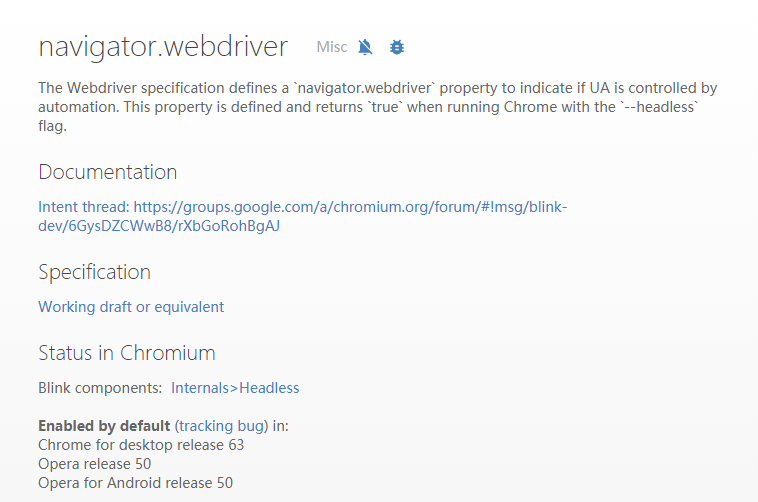 navigator.webdriver Misc
The Webdriver specification defines a `navigator.webdriver` property to indicate if UA is controlled by
automation. This property is defined and returns `true` when running Chrome with the `--headless`
flag.
Documentation
Intent thread: https://groups.google.com/a/chromium.org/forum/#!msg/blink-
dev/6GysDZCWwB8/rXbGoRohBgAJ
Specification
Working draft or equivalent
Status in Chromium
Blink components: Internals>Headless
Enabled by default (tracking bug) in:
Chrome for desktop release 63
Opera release 50
Opera for Android release 50